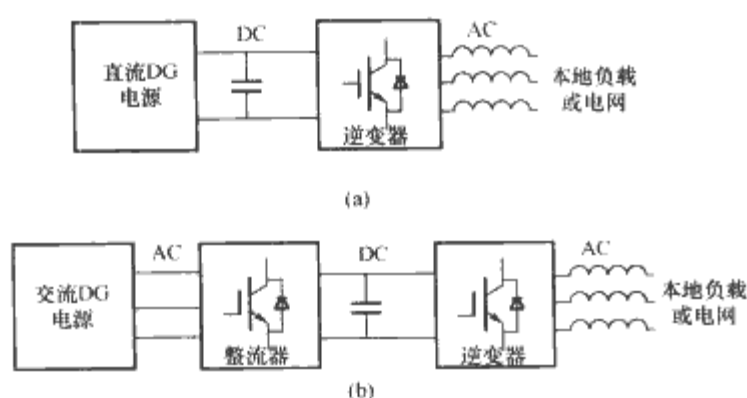 直流DG
电源
DC
逆变器
AC
本地负载
或电网
(a)
交流DG
电源
AC
整流器
DC
逆变器
AC
本地负载
或电网
(b)